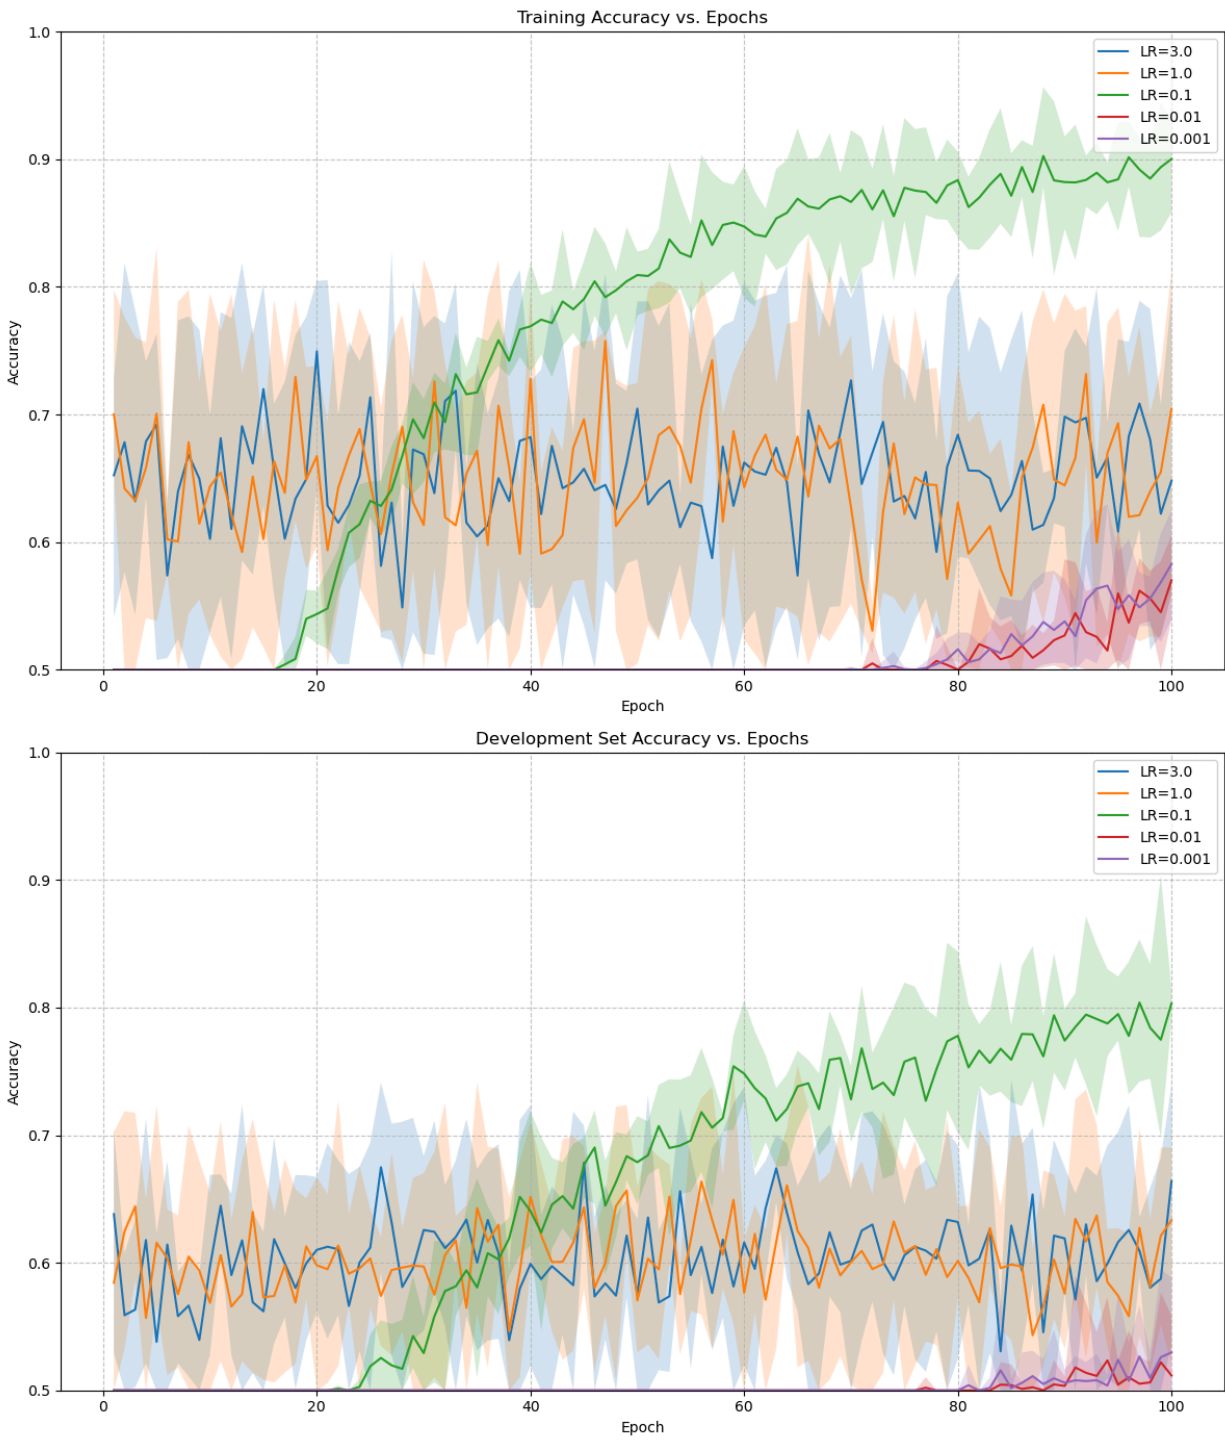 Training Accuracy vs. Epochs
1.0
0.9
0.8
0.7
0.6
0.5
Accuracy
LR=3.0
LR=1.0
LR=0.1
LR=0.01
LR=0.001
0 20 40 60 80 100
Epoch
Development Set Accuracy vs. Epochs
1.0
0.9
0.8
0.7
0.6
0.5
Accuracy
LR=3.0
LR=1.0
LR=0.1
LR=0.01
LR=0.001
0 20 40 60 80 100
Epoch